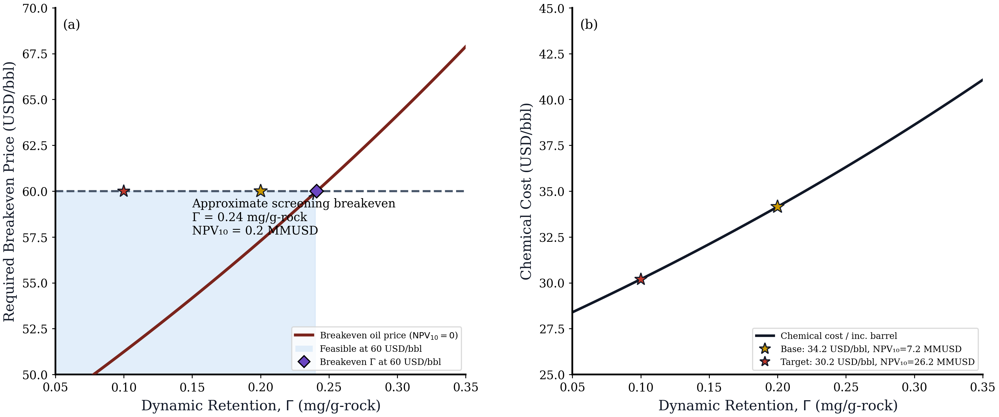 (a)
Required Breakeven Price (USD/bbl)
70.0
67.5
65.0
62.5
60.0
57.5
55.0
52.5
50.0
Approximate screening breakeven
Γ = 0.24 mg/g-rock
NPV₁₀ = 0.2 MMUSD
Breakeven oil price (NPV₁₀ = 0)
Feasible at 60 USD/bbl
Breakeven Γ at 60 USD/bbl
0.05 0.10 0.15 0.20 0.25 0.30 0.35
Dynamic Retention, Γ (mg/g-rock)
(b)
Chemical Cost (USD/bbl)
45.0
42.5
40.0
37.5
35.0
32.5
30.0
27.5
25.0
Chemical cost / inc. barrel
Base: 34.2 USD/bbl, NPV₁₀=7.2 MMUSD
Target: 30.2 USD/bbl, NPV₁₀=26.2 MMUSD
0.05 0.10 0.15 0.20 0.25 0.30 0.35
Dynamic Retention, Γ (mg/g-rock)